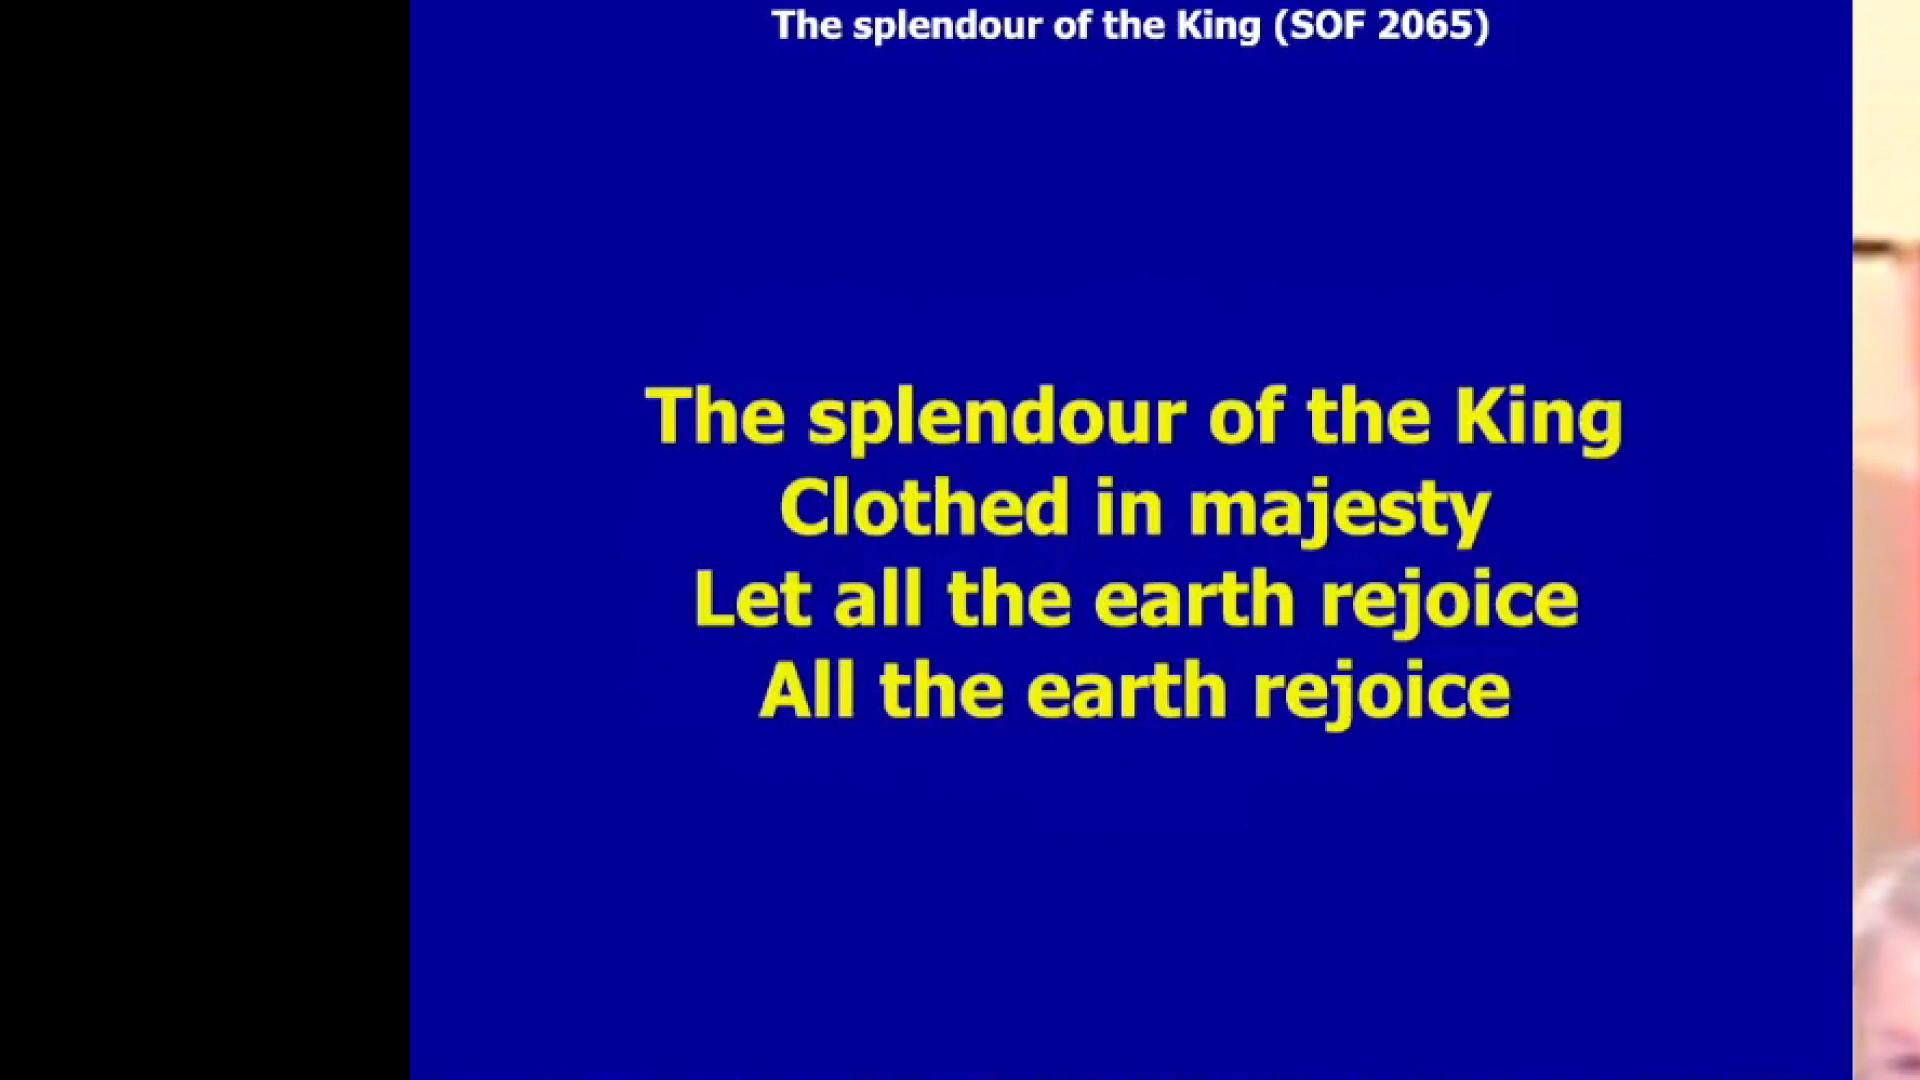 The splendour of the King (SOF 2065)
The splendour of the King
Clothed in majesty
Let all the earth rejoice
All the earth rejoice